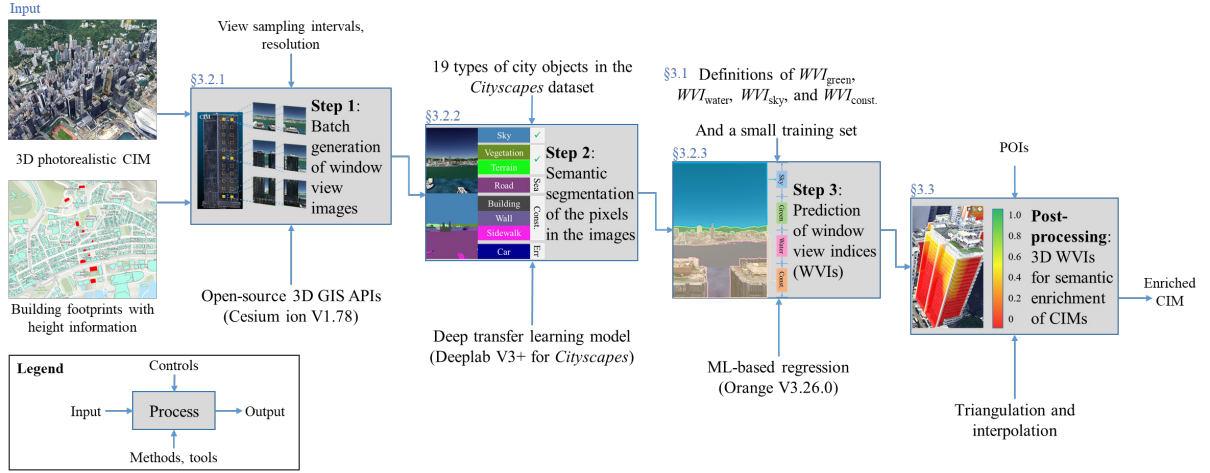 Input
3D photorealistic CIM
Building footprints with
height information
View sampling intervals,
resolution
§3.2.1
CIM
Step 1:
Batch
generation
of window
view
images
Open-source 3D GIS APIs
(Cesium ion V1.78)
19 types of city objects in the
Cityscapes dataset
§3.2.2
Sky
✓
Vegetation
Terrain
✓
Road
Sea
Building
Wall
Sidewalk
Const.
Car
Err
Step 2:
Semantic
segmentation
of the pixels
in the images
Deep transfer learning model
(Deeplab V3+ for Cityscapes)
§3.1 Definitions of WVIgreen,
WVIwater, WVIsky, and WVIconst.
And a small training set
§3.2.3
Sky
Green
Water
Const.
Step 3:
Prediction
of window
view indices
(WVIs)
ML-based regression
(Orange V3.26.0)
POIs
§3.3
1.0
0.8
0.6
0.4
0.2
0
Post-
processing:
3D WVIs
for semantic
enrichment
of CIMs
Triangulation and
interpolation
Enriched
CIM
Legend
Controls
Input
Process
Output
Methods, tools